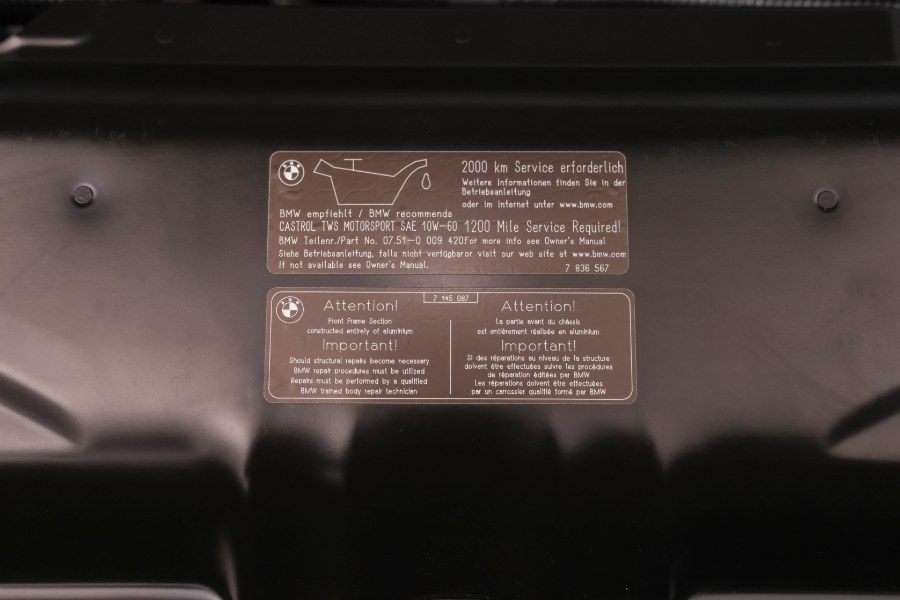 2000 km Service erforderlich
Weitere Informationen finden Sie in der
Betriebsanleitung
oder im Internet unter www.bmw.com
BMW empfiehlt / BMW recommends
CASTROL TWS MOTORSPORT SAE 10W-60
1200 Mile Service Required!
BMW Teilenr./Part No. 07.51-0 009 420
For more info see Owner's Manual
Siehe Betriebsanleitung, falls nicht verfügbar
or visit our web site at www.bmw.com
If not available see Owner's Manual.
7 836 567
7 145 087
Attention!
Front Frame Section
constructed entirely of aluminium
Important!
Should structural repairs become necessary
BMW repair procedures must be utilized
Repairs must be performed by a qualified
BMW trained body repair technician
Attention!
La partie avant du châssis
est entièrement réalisée en aluminium
Important!
Si des réparations au niveau de la structure
doivent être effectuées suivre les procédures
de réparation éditées par BMW
Les réparations doivent être effectuées
par un carrossier qualifié formé par BMW